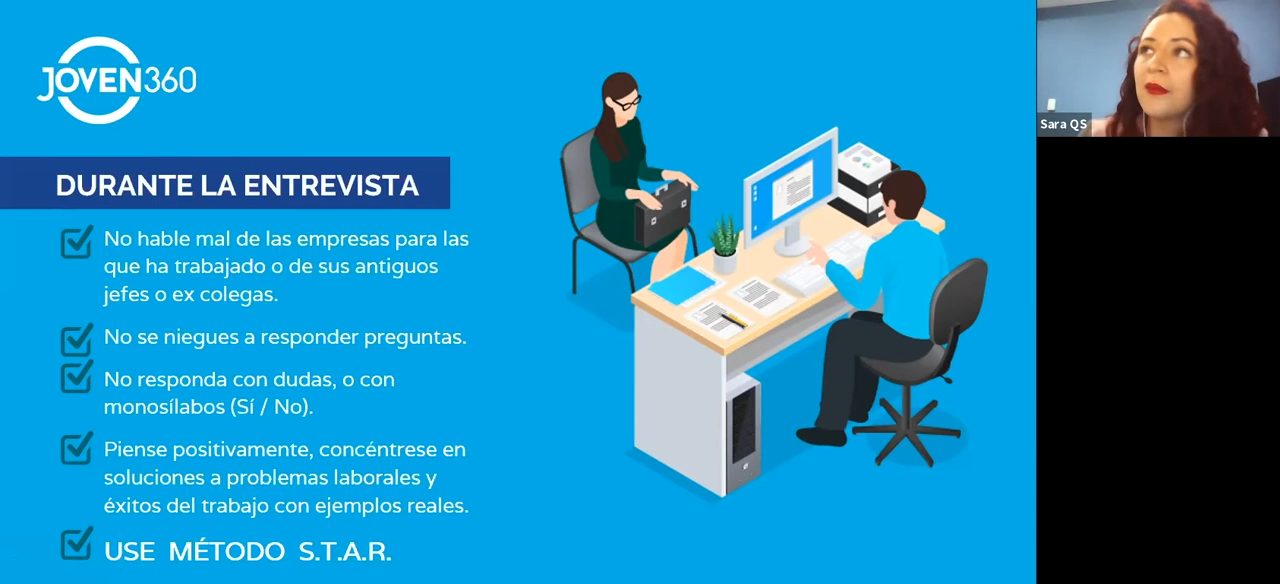 JOVEN360
DURANTE LA ENTREVISTA
No hable mal de las empresas para las
que ha trabajado o de sus antiguos
jefes o ex colegas.
No se niegues a responder preguntas.
No responda con dudas, o con
monosílabos (Sí / No).
Piense positivamente, concéntrese en
soluciones a problemas laborales y
éxitos del trabajo con ejemplos reales.
USE MÉTODO S.T.A.R.
Sara QS